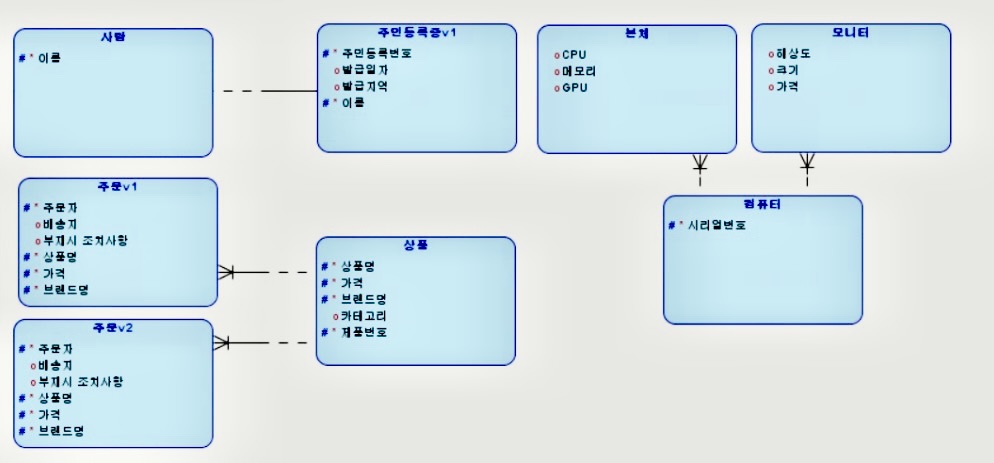 사람
# * 이름
주민등록증v1
# * 주민등록번호
o 발급일자
o 발급지역
# * 이름
본체
o CPU
o 메모리
o GPU
모니터
o 해상도
o 크기
o 가격
주문v1
# * 주문자
o 배송지
o 부재시 조치사항
# * 상품명
# * 가격
# * 브랜드명
상품
# * 상품명
# * 가격
# * 브랜드명
o 카테고리
# * 제품번호
컴퓨터
# * 시리얼번호
주문v2
# * 주문자
o 배송지
o 부재시 조치사항
# * 상품명
# * 가격
# * 브랜드명